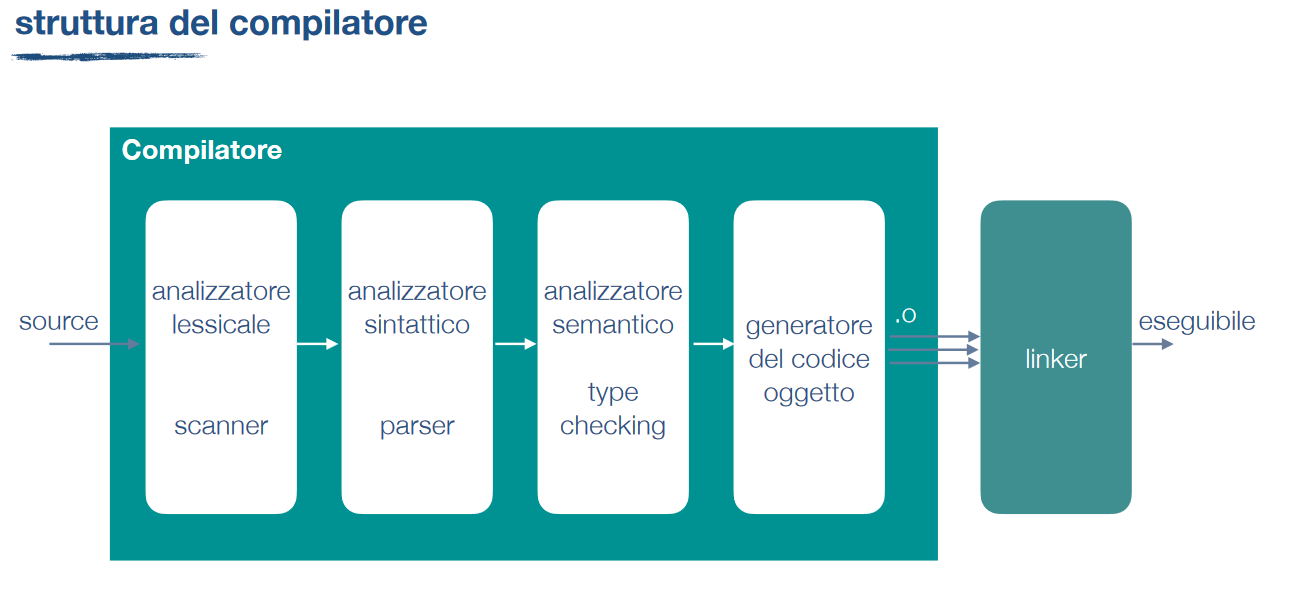 struttura del compilatore
Compilatore
source
analizzatore
lessicale
scanner
analizzatore
sintattico
parser
analizzatore
semantico
type
checking
generatore
del codice
oggetto
.o
linker
eseguibile